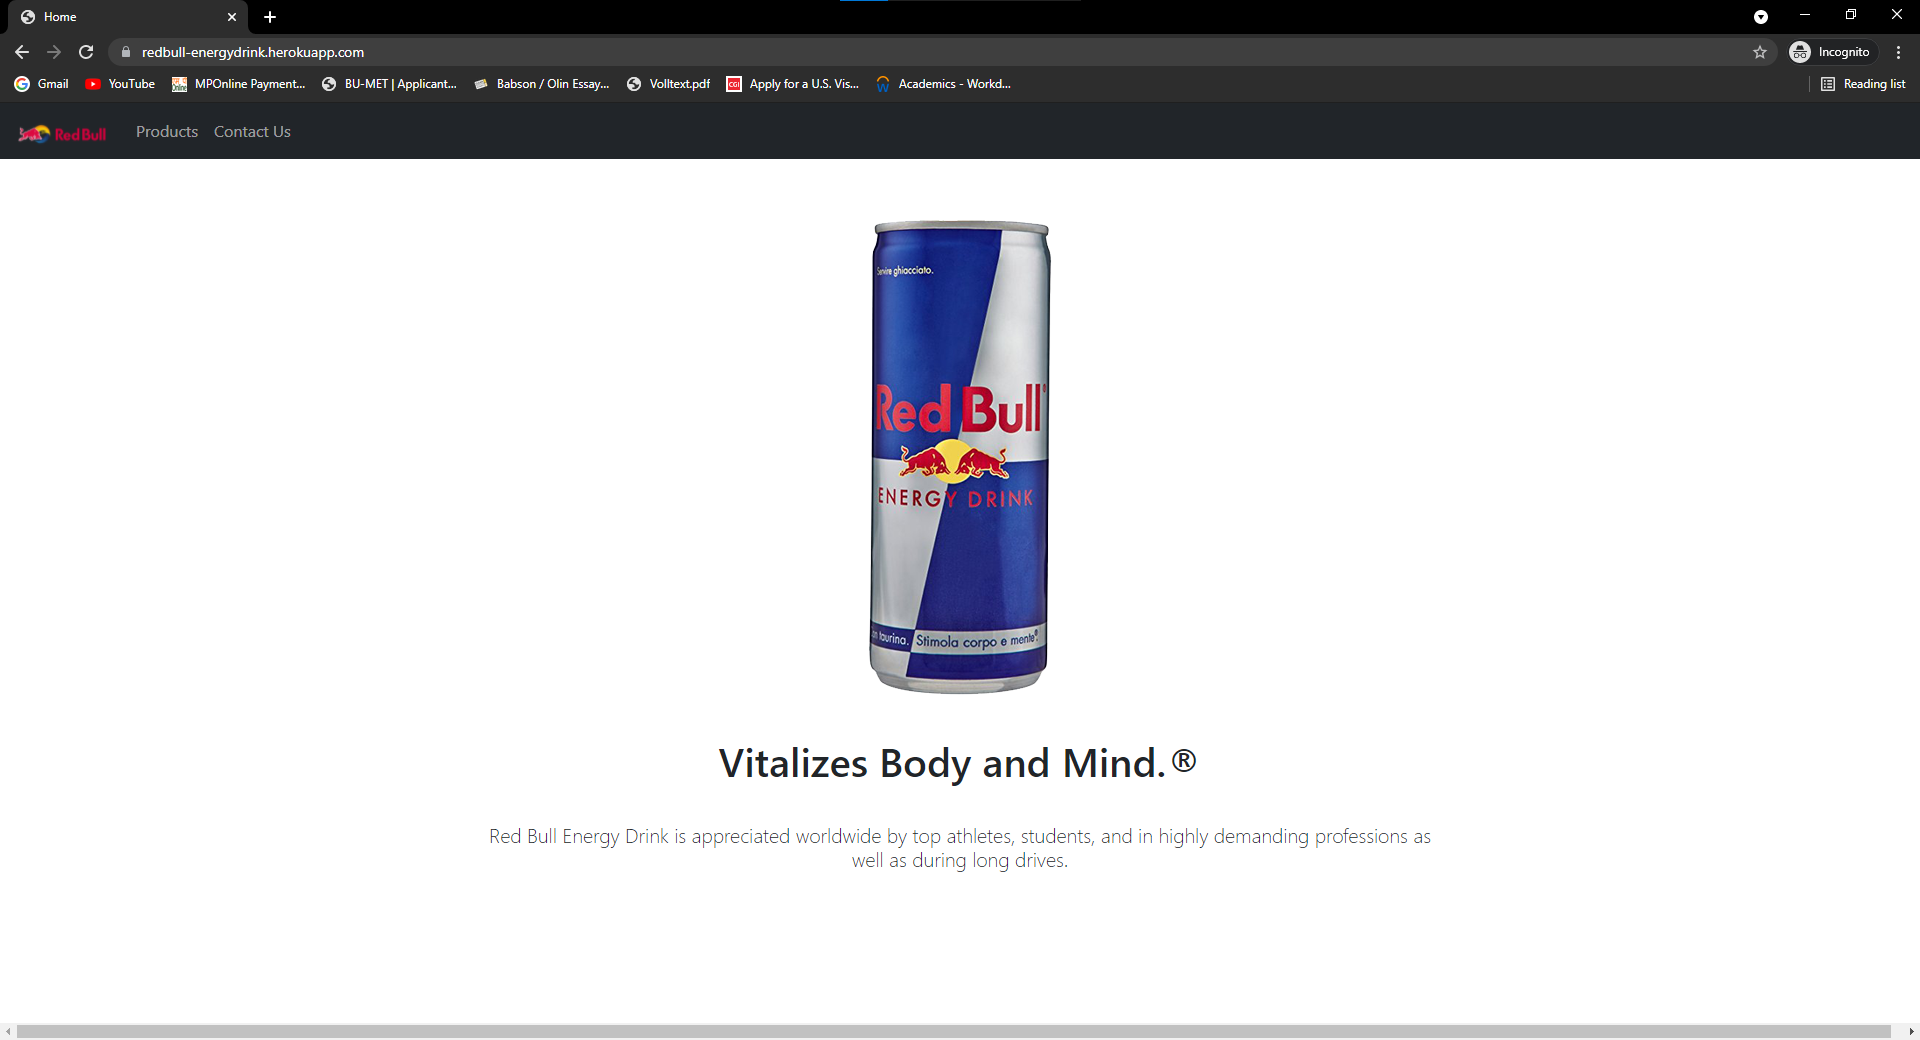 Home
redbull-energydrink.herokuapp.com
Incognito
Gmail
YouTube
MPOnline Payment...
BU-MET | Applicant...
Babson / Olin Essay...
Volltext.pdf
CGI
Apply for a U.S. Vis...
Academics - Workd...
Reading list
Red Bull
Products
Contact Us
Servire ghiacciato.
Red Bull®
ENERGY DRINK
taurina. Stimola corpo e mente®.
Vitalizes Body and Mind.®
Red Bull Energy Drink is appreciated worldwide by top athletes, students, and in highly demanding professions as
well as during long drives.